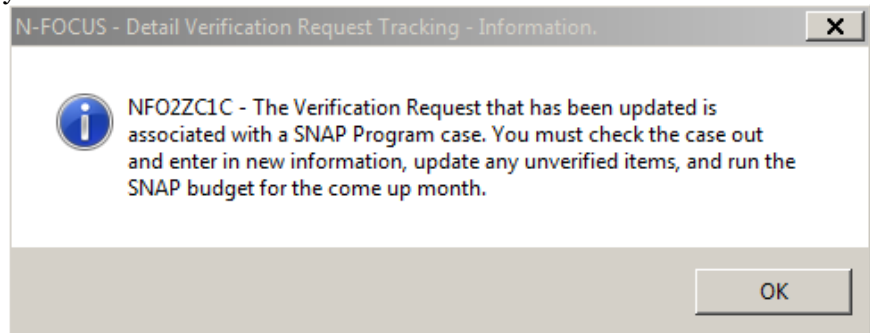 N-FOCUS - Detail Verification Request Tracking - Information.
NFO2ZC1C - The Verification Request that has been updated is
associated with a SNAP Program case. You must check the case out
and enter in new information, update any unverified items, and run the
SNAP budget for the come up month.
OK